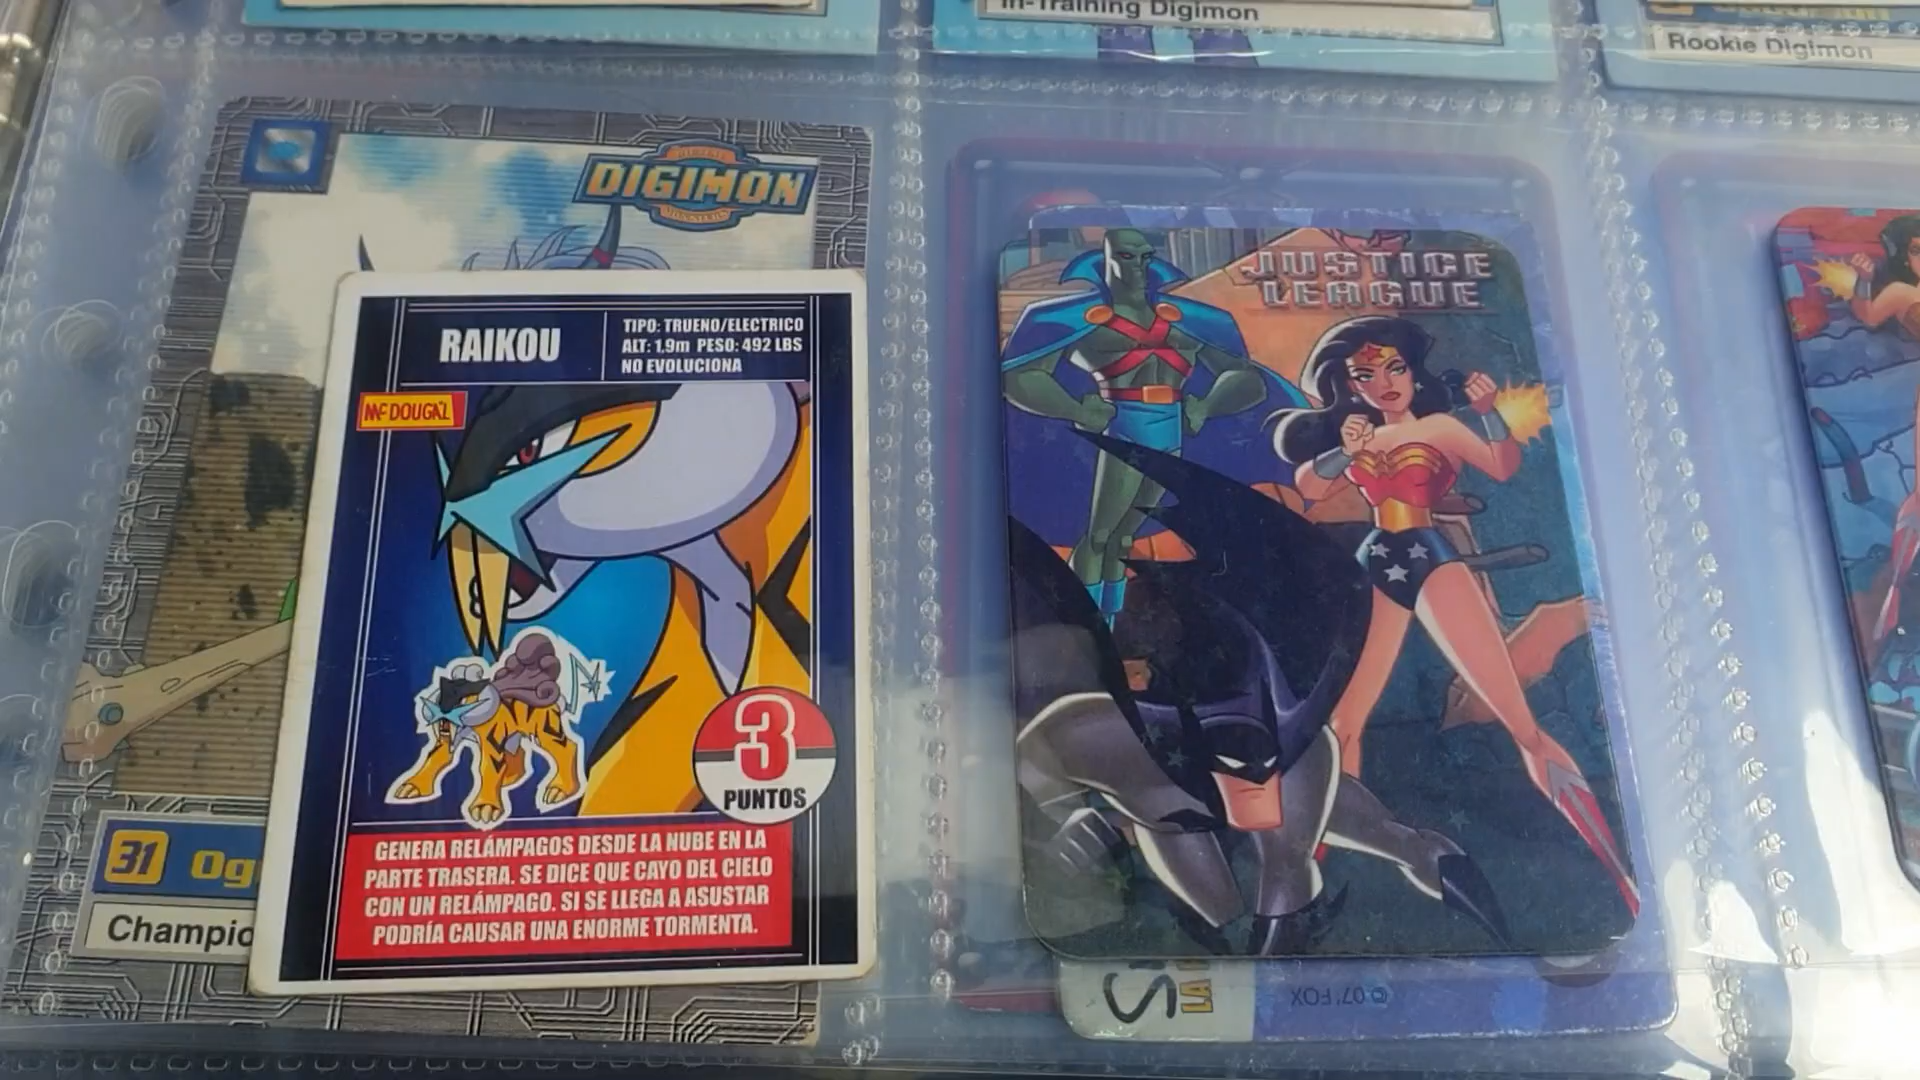 In-Training Digimon
Rookie Digimon
DIGIMON
RAIKOU
TIPO: TRUENO/ELECTRICO
ALT: 1,9m PESO: 492 LBS
NO EVOLUCIONA
McDOUGAL
3
PUNTOS
GENERA RELÁMPAGOS DESDE LA NUBE EN LA
PARTE TRASERA. SE DICE QUE CAYO DEL CIELO
CON UN RELÁMPAGO. SI SE LLEGA A ASUSTAR
PODRÍA CAUSAR UNA ENORME TORMENTA.
31 Og
Champio
JUSTICE
LEAGUE
LA
© 07' FOX